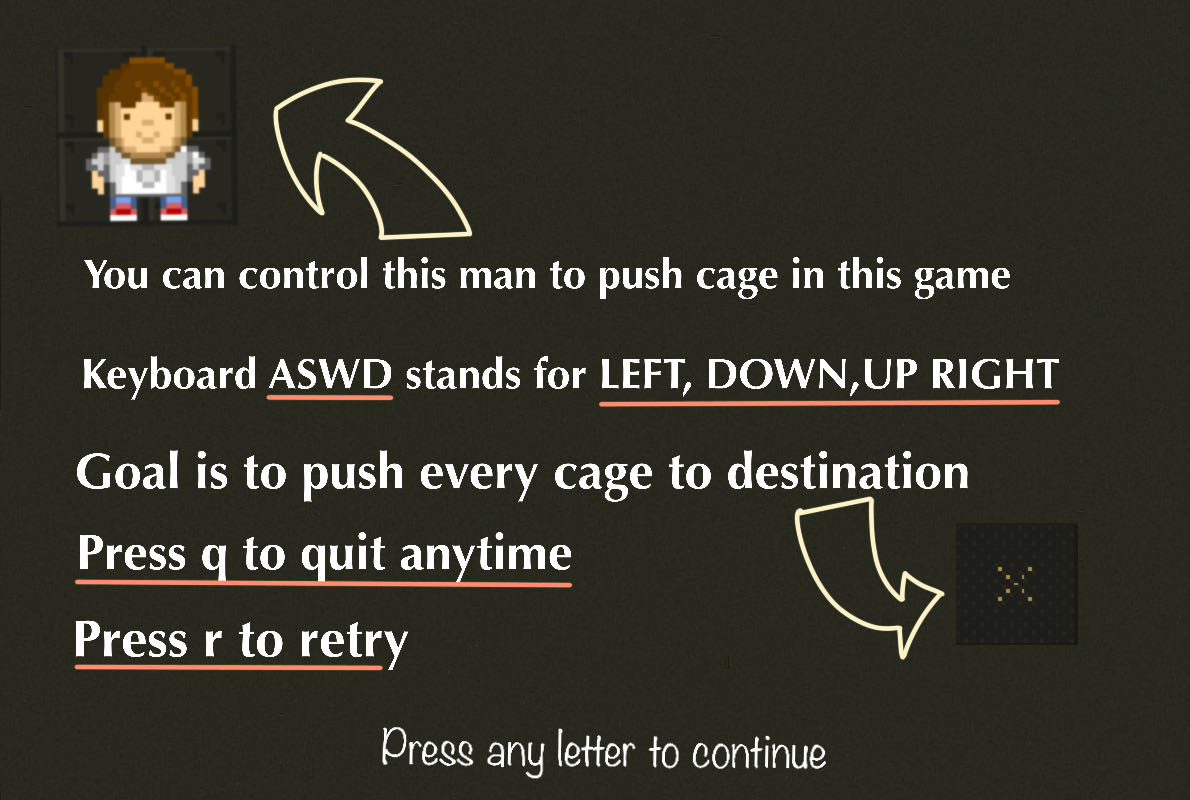 You can control this man to push cage in this game
Keyboard ASWD stands for LEFT, DOWN,UP RIGHT
Goal is to push every cage to destination
Press q to quit anytime
Press r to retry
Press any letter to continue